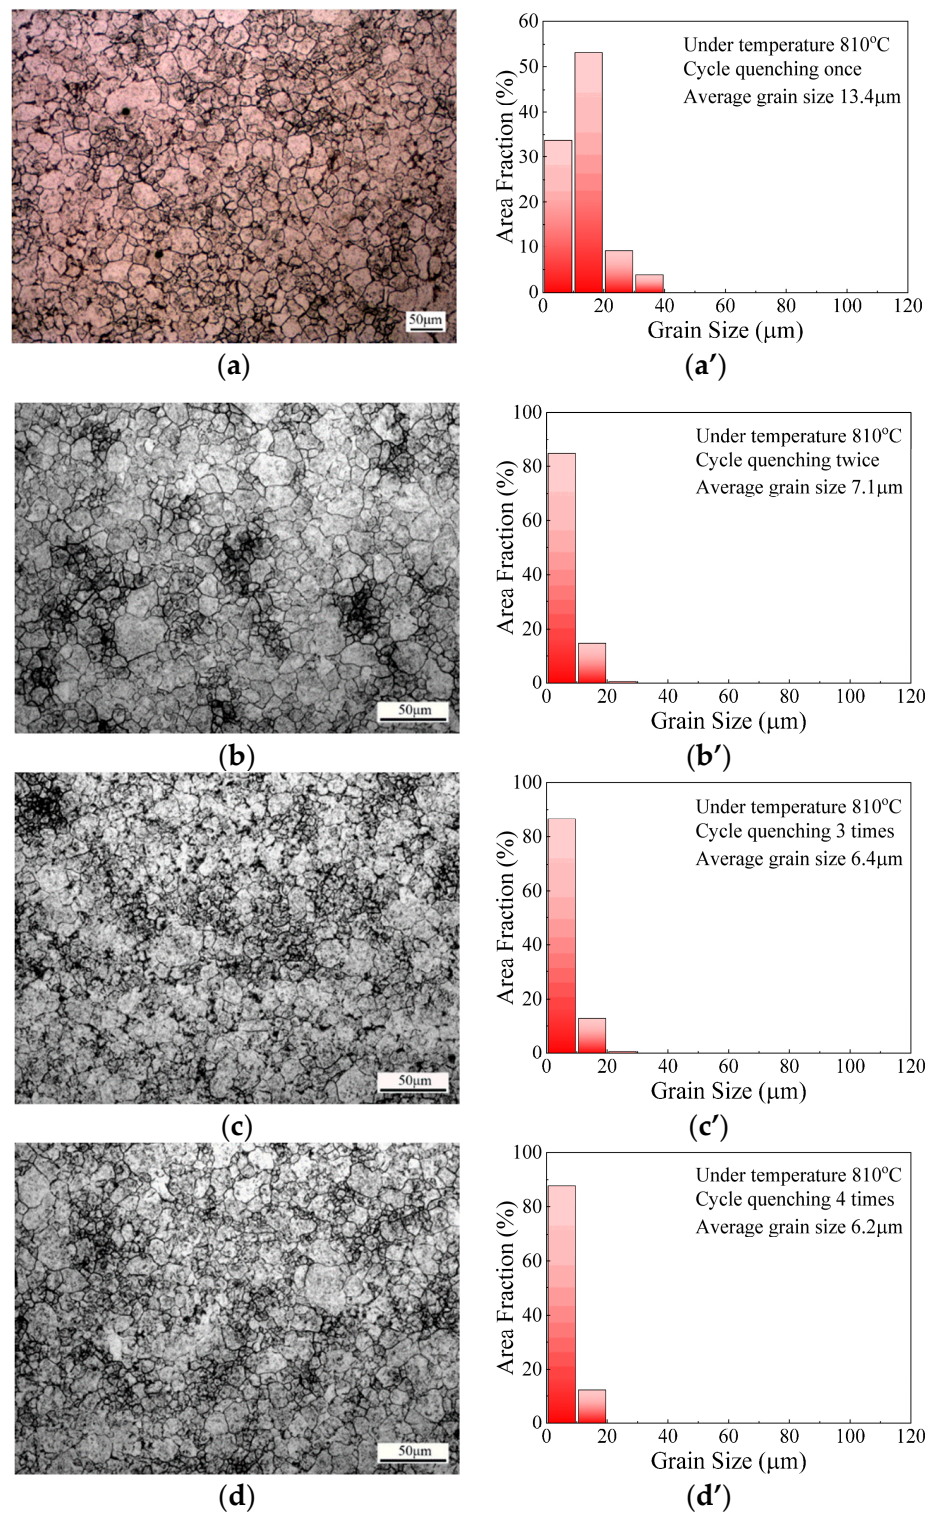 60
50
40
30
20
10
0
Area Fraction (%)
Under temperature 810°C
Cycle quenching once
Average grain size 13.4μm
50μm
0 20 40 60 80 100 120
Grain Size (μm)
(a)
(a’)
100
80
60
40
20
0
Area Fraction (%)
Under temperature 810°C
Cycle quenching twice
Average grain size 7.1μm
50μm
0 20 40 60 80 100 120
Grain Size (μm)
(b)
(b’)
100
80
60
40
20
0
Area Fraction (%)
Under temperature 810°C
Cycle quenching 3 times
Average grain size 6.4μm
50μm
0 20 40 60 80 100 120
Grain Size (μm)
(c)
(c’)
100
80
60
40
20
0
Area Fraction (%)
Under temperature 810°C
Cycle quenching 4 times
Average grain size 6.2μm
50μm
0 20 40 60 80 100 120
Grain Size (μm)
(d)
(d’)